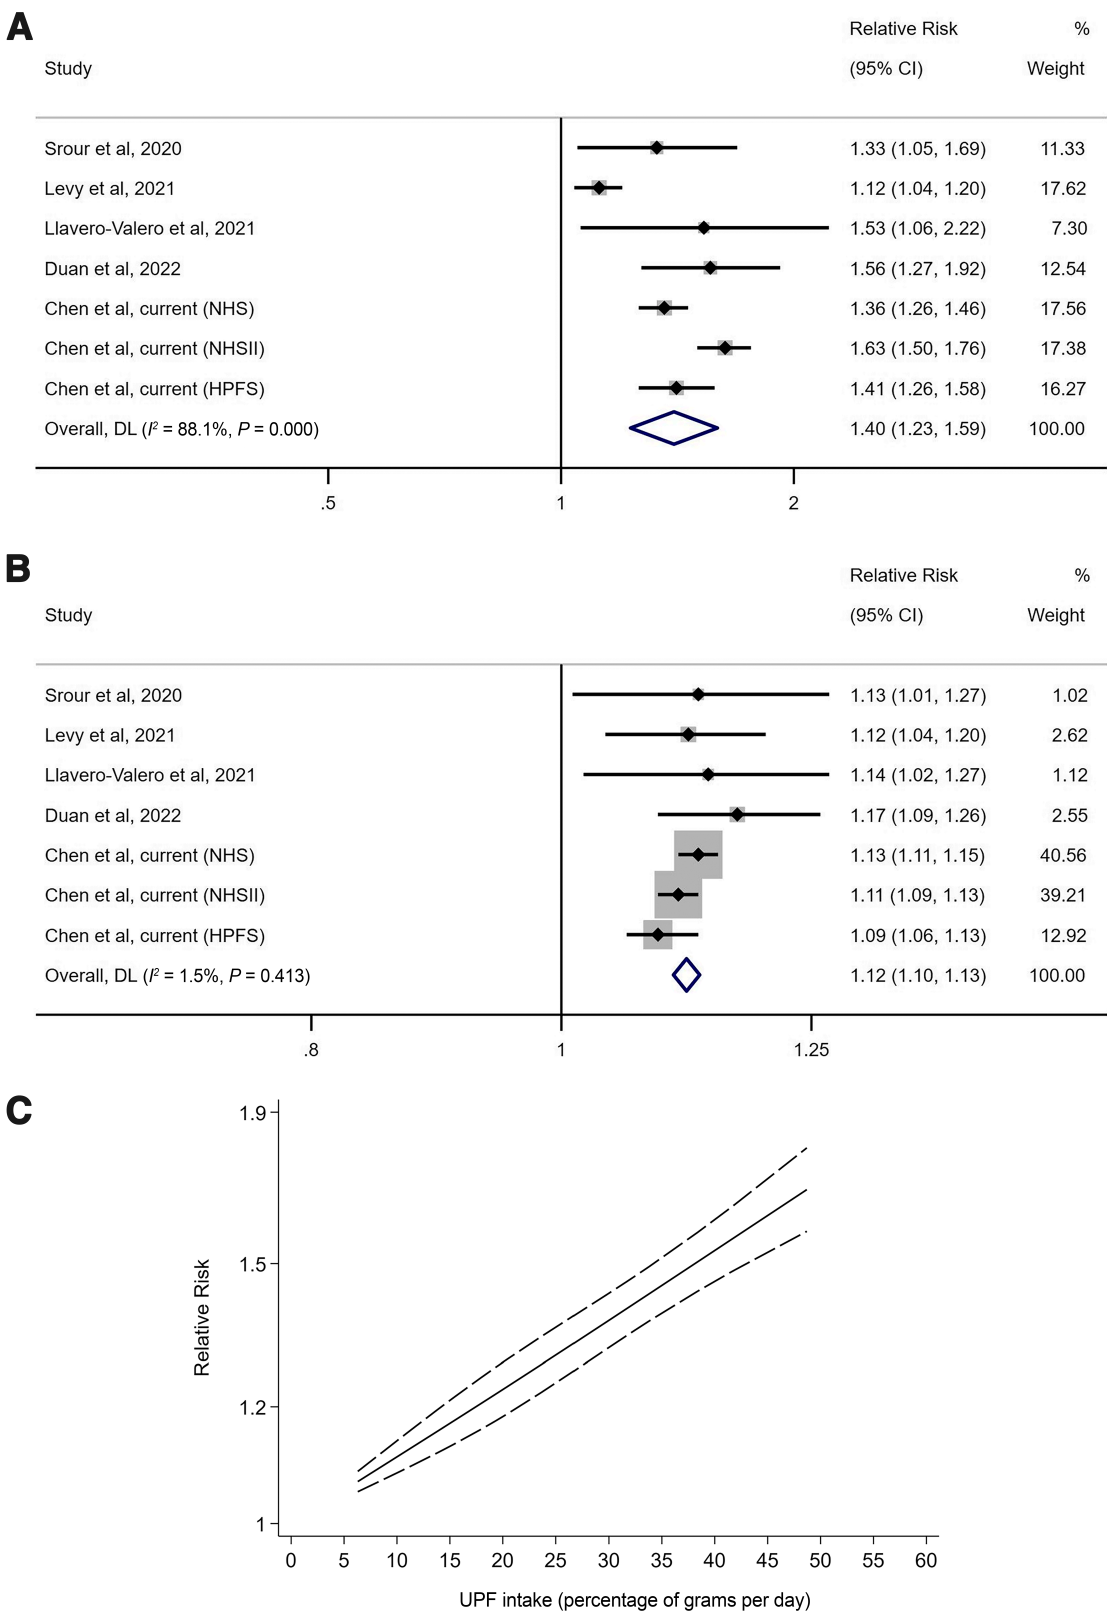 A
Relative Risk %
Study (95% CI) Weight
Srour et al, 2020 1.33 (1.05, 1.69) 11.33
Levy et al, 2021 1.12 (1.04, 1.20) 17.62
Llavero-Valero et al, 2021 1.53 (1.06, 2.22) 7.30
Duan et al, 2022 1.56 (1.27, 1.92) 12.54
Chen et al, current (NHS) 1.36 (1.26, 1.46) 17.56
Chen et al, current (NHSII) 1.63 (1.50, 1.76) 17.38
Chen et al, current (HPFS) 1.41 (1.26, 1.58) 16.27
Overall, DL (I² = 88.1%, P = 0.000) 1.40 (1.23, 1.59) 100.00
.5 1 2
B
Relative Risk %
Study (95% CI) Weight
Srour et al, 2020 1.13 (1.01, 1.27) 1.02
Levy et al, 2021 1.12 (1.04, 1.20) 2.62
Llavero-Valero et al, 2021 1.14 (1.02, 1.27) 1.12
Duan et al, 2022 1.17 (1.09, 1.26) 2.55
Chen et al, current (NHS) 1.13 (1.11, 1.15) 40.56
Chen et al, current (NHSII) 1.11 (1.09, 1.13) 39.21
Chen et al, current (HPFS) 1.09 (1.06, 1.13) 12.92
Overall, DL (I² = 1.5%, P = 0.413) 1.12 (1.10, 1.13) 100.00
.8 1 1.25
C
Relative Risk
1.9
1.5
1.2
1
0 5 10 15 20 25 30 35 40 45 50 55 60
UPF intake (percentage of grams per day)